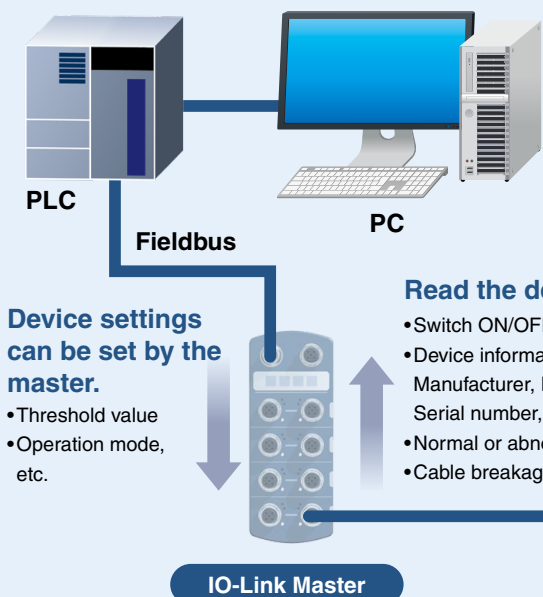 PLC
PC
Fieldbus
Device settings
can be set by the
master.
•Threshold value
•Operation mode,
etc.
Read the de
•Switch ON/OF
•Device informa
Manufacturer,
Serial number,
•Normal or abno
•Cable breakag
IO-Link Master